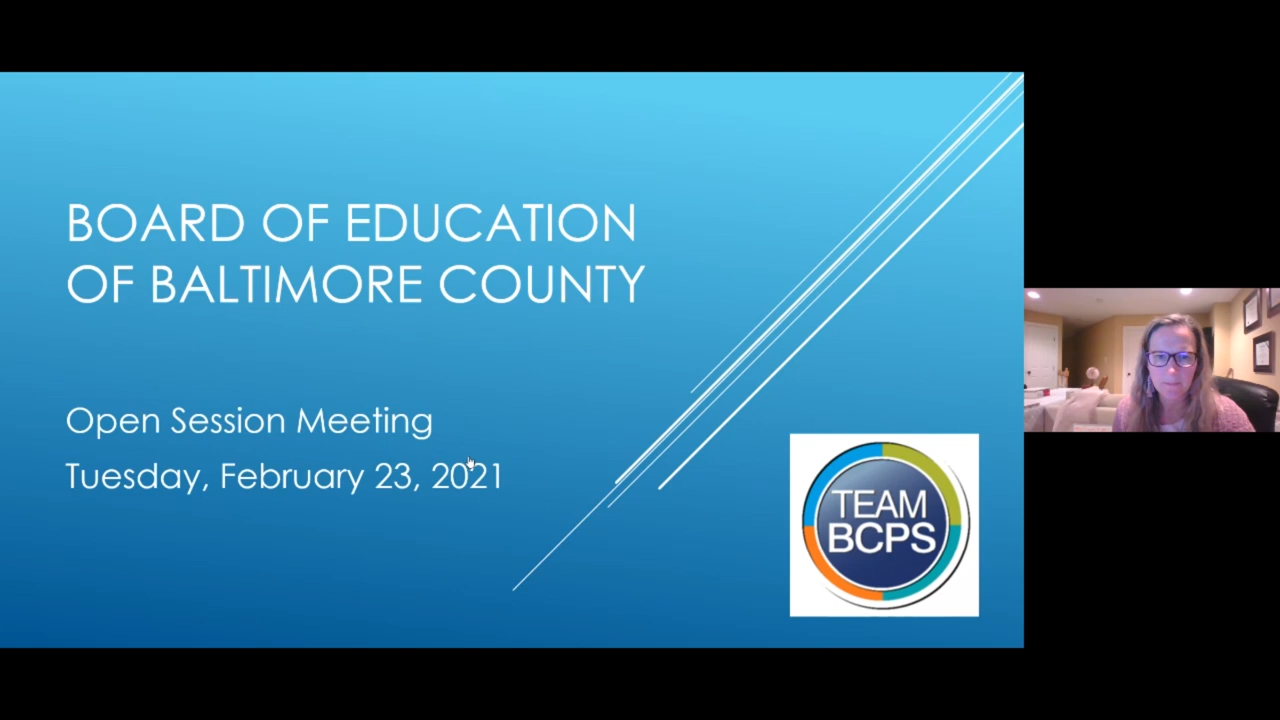 BOARD OF EDUCATION
OF BALTIMORE COUNTY
Open Session Meeting
Tuesday, February 23, 2021
TEAM
BCPS